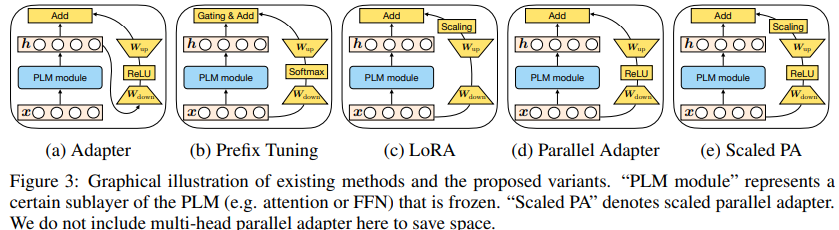 Add
Gating & Add
Add
Add
Add
Scaling
Scaling
h
W_up
h
W_up
h
W_up
h
W_up
h
W_up
PLM module
ReLU
PLM module
Softmax
PLM module
PLM module
ReLU
PLM module
ReLU
x
W_down
x
W_down
x
W_down
x
W_down
x
W_down
(a) Adapter
(b) Prefix Tuning
(c) LoRA
(d) Parallel Adapter
(e) Scaled PA
Figure 3: Graphical illustration of existing methods and the proposed variants. “PLM module” represents a
certain sublayer of the PLM (e.g. attention or FFN) that is frozen. “Scaled PA” denotes scaled parallel adapter.
We do not include multi-head parallel adapter here to save space.